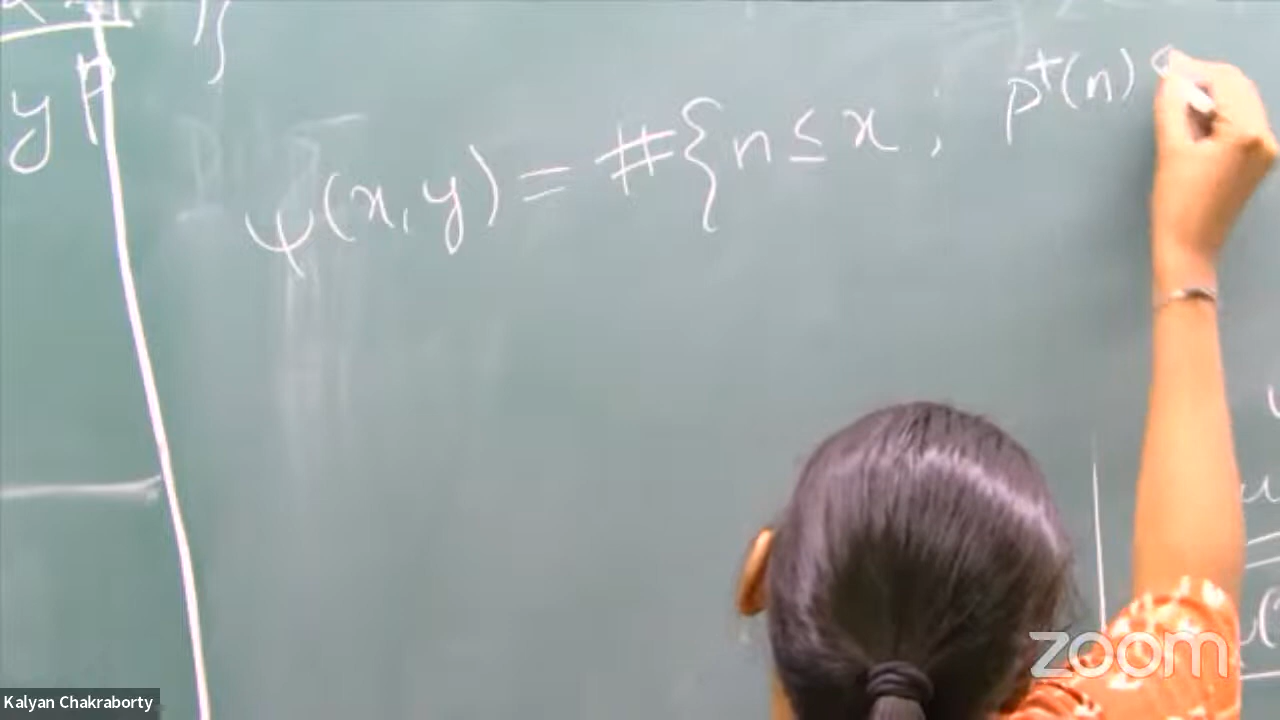 y p
ψ(x,y) = #{n ≤ x ; P⁺(n)
zoom
Kalyan Chakraborty